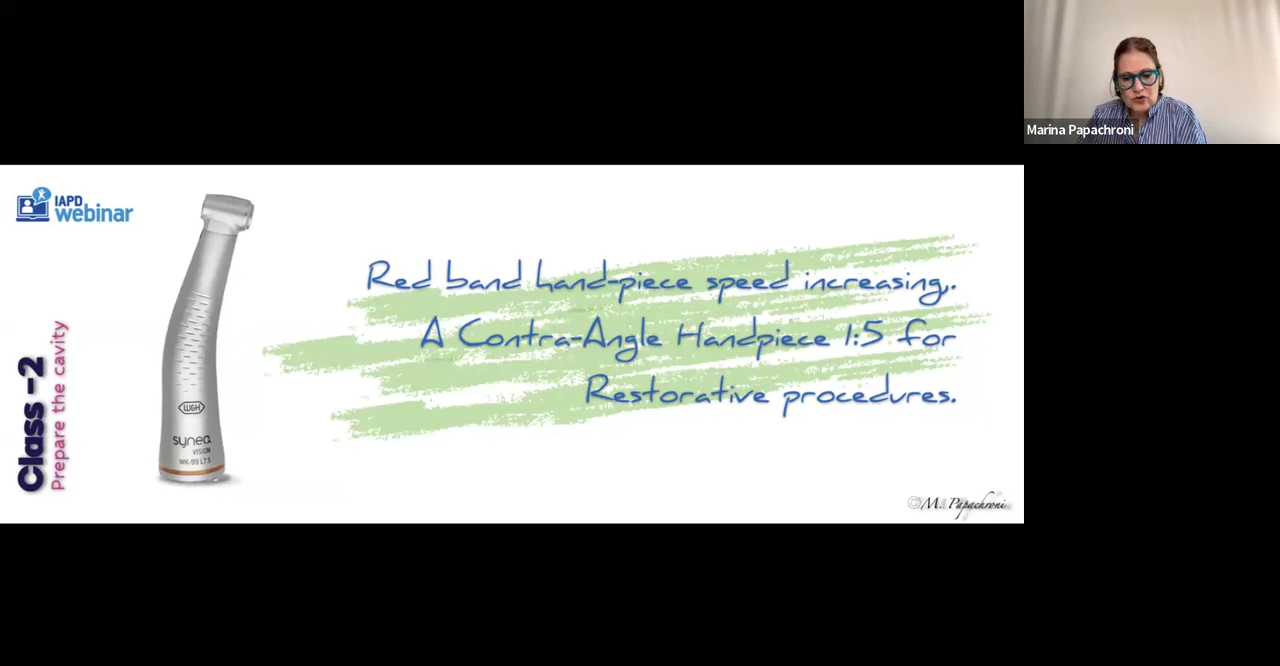 Marina Papachroni
IAPD
webinar
Red band hand-piece speed increasing,.
A Contra-Angle Handpiece 1:5 for
Restorative procedures.
Class -2
Prepare the cavity
W&H
synea
VISION
WK-99 LT S
©M. Papachroni